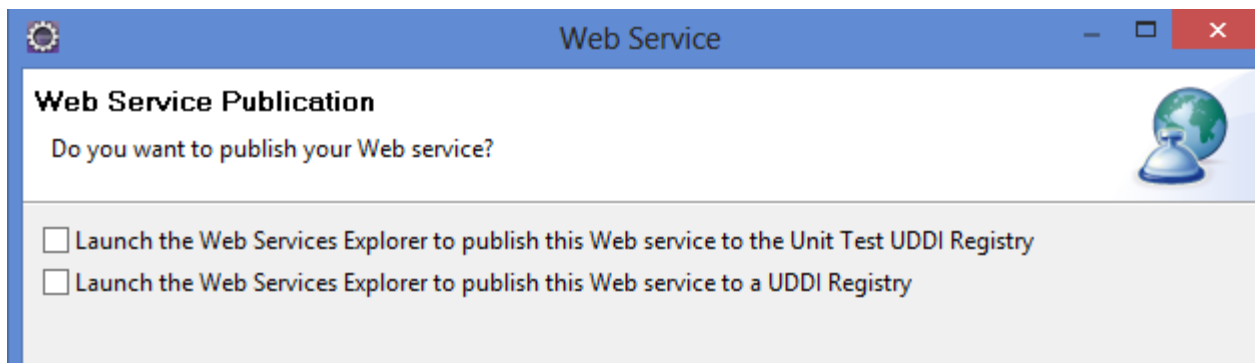 Web Service
Web Service Publication
Do you want to publish your Web service?
Launch the Web Services Explorer to publish this Web service to the Unit Test UDDI Registry
Launch the Web Services Explorer to publish this Web service to a UDDI Registry